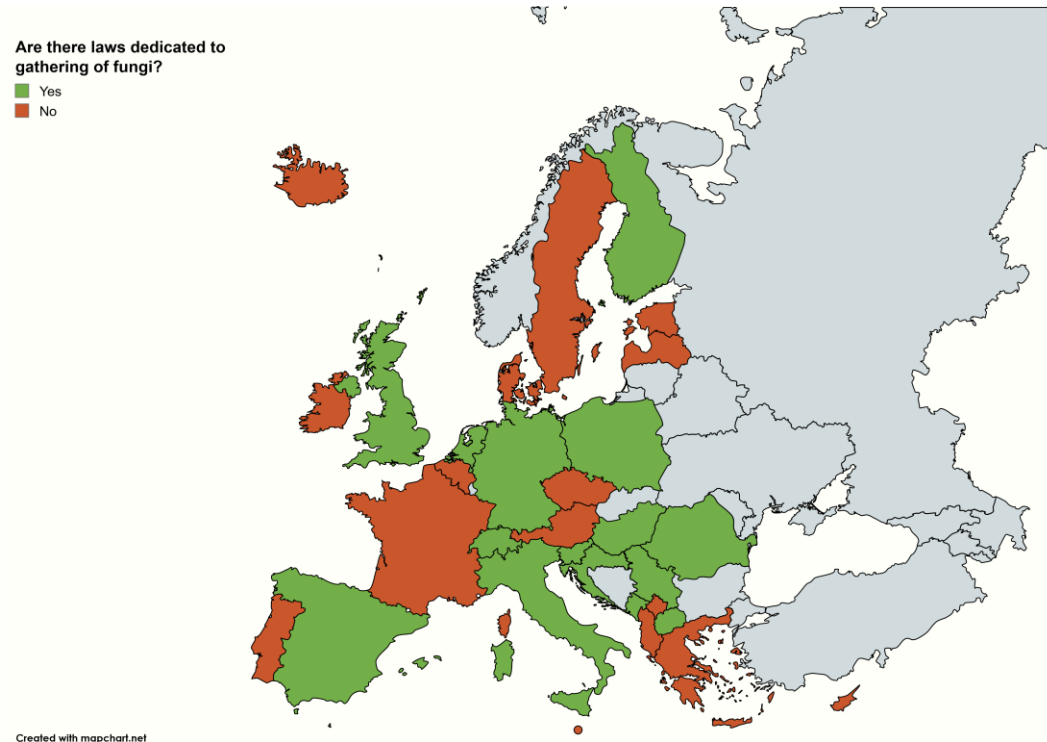 Are there laws dedicated to
gathering of fungi?
Yes
No
Created with mapchart.net